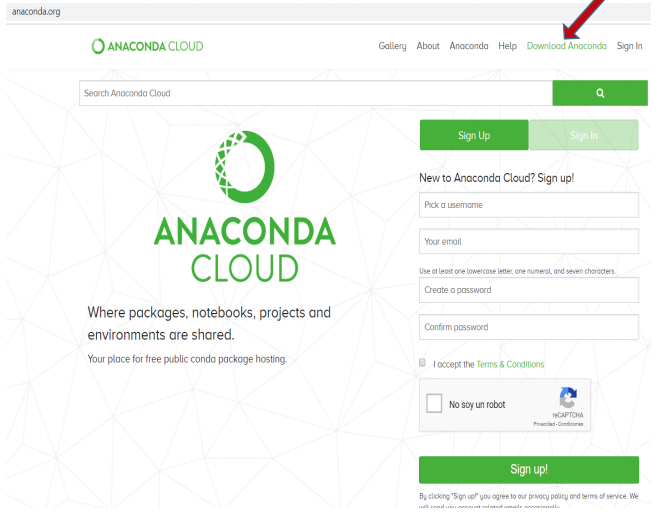 anaconda.org
ANACONDA CLOUD
Gallery About Anaconda Help Download Anaconda Sign In
Search Anaconda Cloud
Sign Up
Sign In
New to Anaconda Cloud? Sign up!
Pick a username
Your email
Use at least one lowercase letter, one numeral, and seven characters.
Create a password
Confirm password
I accept the Terms & Conditions
No soy un robot
reCAPTCHA
Privacidad - Condiciones
Sign up!
By clicking "Sign up!" you agree to our privacy policy and terms of service. We
will send you account related emails occasionally.
ANACONDA
CLOUD
Where packages, notebooks, projects and
environments are shared.
Your place for free public conda package hosting.